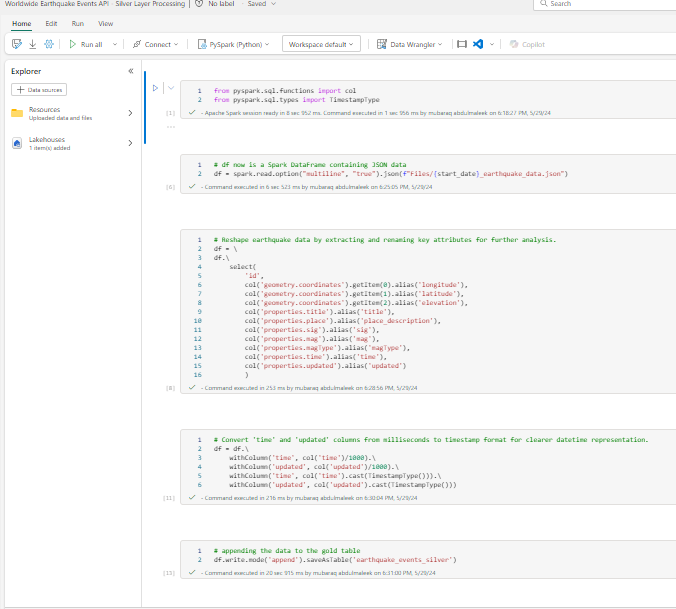 Worldwide Earthquake Events API - Silver Layer Processing | No label · Saved
Search
Home Edit Run View
Run all Connect PySpark (Python) Workspace default Data Wrangler Copilot
Explorer
+ Data sources
Resources
Uploaded data and files
Lakehouses
1 item(s) added
1 from pyspark.sql.functions import col
2 from pyspark.sql.types import TimestampType
[1] - Apache Spark session ready in 8 sec 952 ms. Command executed in 1 sec 956 ms by mubaraq abdulmaleek on 6:18:27 PM, 5/29/24
1 # df now is a Spark DataFrame containing JSON data
2 df = spark.read.option("multiline", "true").json(f"Files/{start_date}_earthquake_data.json")
[6] - Command executed in 6 sec 523 ms by mubaraq abdulmaleek on 6:25:05 PM, 5/29/24
1 # Reshape earthquake data by extracting and renaming key attributes for further analysis.
2 df = \
3 df.\
4 select(
5 'id',
6 col('geometry.coordinates').getItem(0).alias('longitude'),
7 col('geometry.coordinates').getItem(1).alias('latitude'),
8 col('geometry.coordinates').getItem(2).alias('elevation'),
9 col('properties.title').alias('title'),
10 col('properties.place').alias('place_description'),
11 col('properties.sig').alias('sig'),
12 col('properties.mag').alias('mag'),
13 col('properties.magType').alias('magType'),
14 col('properties.time').alias('time'),
15 col('properties.updated').alias('updated')
16 )
[8] - Command executed in 253 ms by mubaraq abdulmaleek on 6:28:56 PM, 5/29/24
1 # Convert 'time' and 'updated' columns from milliseconds to timestamp format for clearer datetime representation.
2 df = df.\
3 withColumn('time', col('time')/1000).\
4 withColumn('updated', col('updated')/1000).\
5 withColumn('time', col('time').cast(TimestampType())).\
6 withColumn('updated', col('updated').cast(TimestampType()))
[11] - Command executed in 216 ms by mubaraq abdulmaleek on 6:30:04 PM, 5/29/24
1 # appending the data to the gold table
2 df.write.mode('append').saveAsTable('earthquake_events_silver')
[13] - Command executed in 20 sec 915 ms by mubaraq abdulmaleek on 6:31:00 PM, 5/29/24